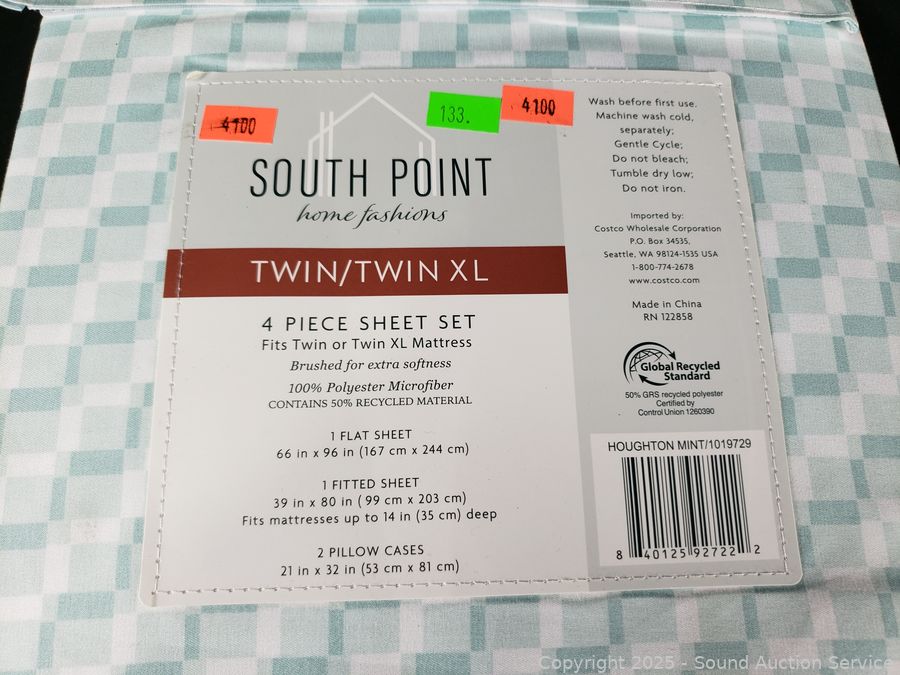 4100
133.
4100
SOUTH POINT
home fashions
TWIN/TWIN XL
4 PIECE SHEET SET
Fits Twin or Twin XL Mattress
Brushed for extra softness
100% Polyester Microfiber
CONTAINS 50% RECYCLED MATERIAL
1 FLAT SHEET
66 in x 96 in (167 cm x 244 cm)
1 FITTED SHEET
39 in x 80 in ( 99 cm x 203 cm)
Fits mattresses up to 14 in (35 cm) deep
2 PILLOW CASES
21 in x 32 in (53 cm x 81 cm)
Wash before first use.
Machine wash cold,
separately;
Gentle Cycle;
Do not bleach;
Tumble dry low;
Do not iron.
Imported by:
Costco Wholesale Corporation
P.O. Box 34535,
Seattle, WA 98124-1535 USA
1-800-774-2678
www.costco.com
Made in China
RN 122858
Global Recycled
Standard
50% GRS recycled polyester
Certified by
Control Union 1260390
HOUGHTON MINT/1019729
8 40125 92722 2
Copyright 2025 - Sound Auction Service